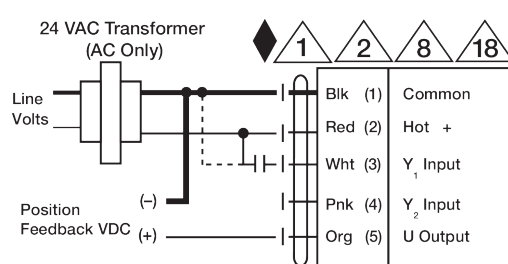 24 VAC Transformer
(AC Only)
1 2 8 18
Line
Volts
Blk (1) Common
Red (2) Hot +
Wht (3) Y1 Input
Pnk (4) Y2 Input
Org (5) U Output
Position (–)
Feedback VDC (+)